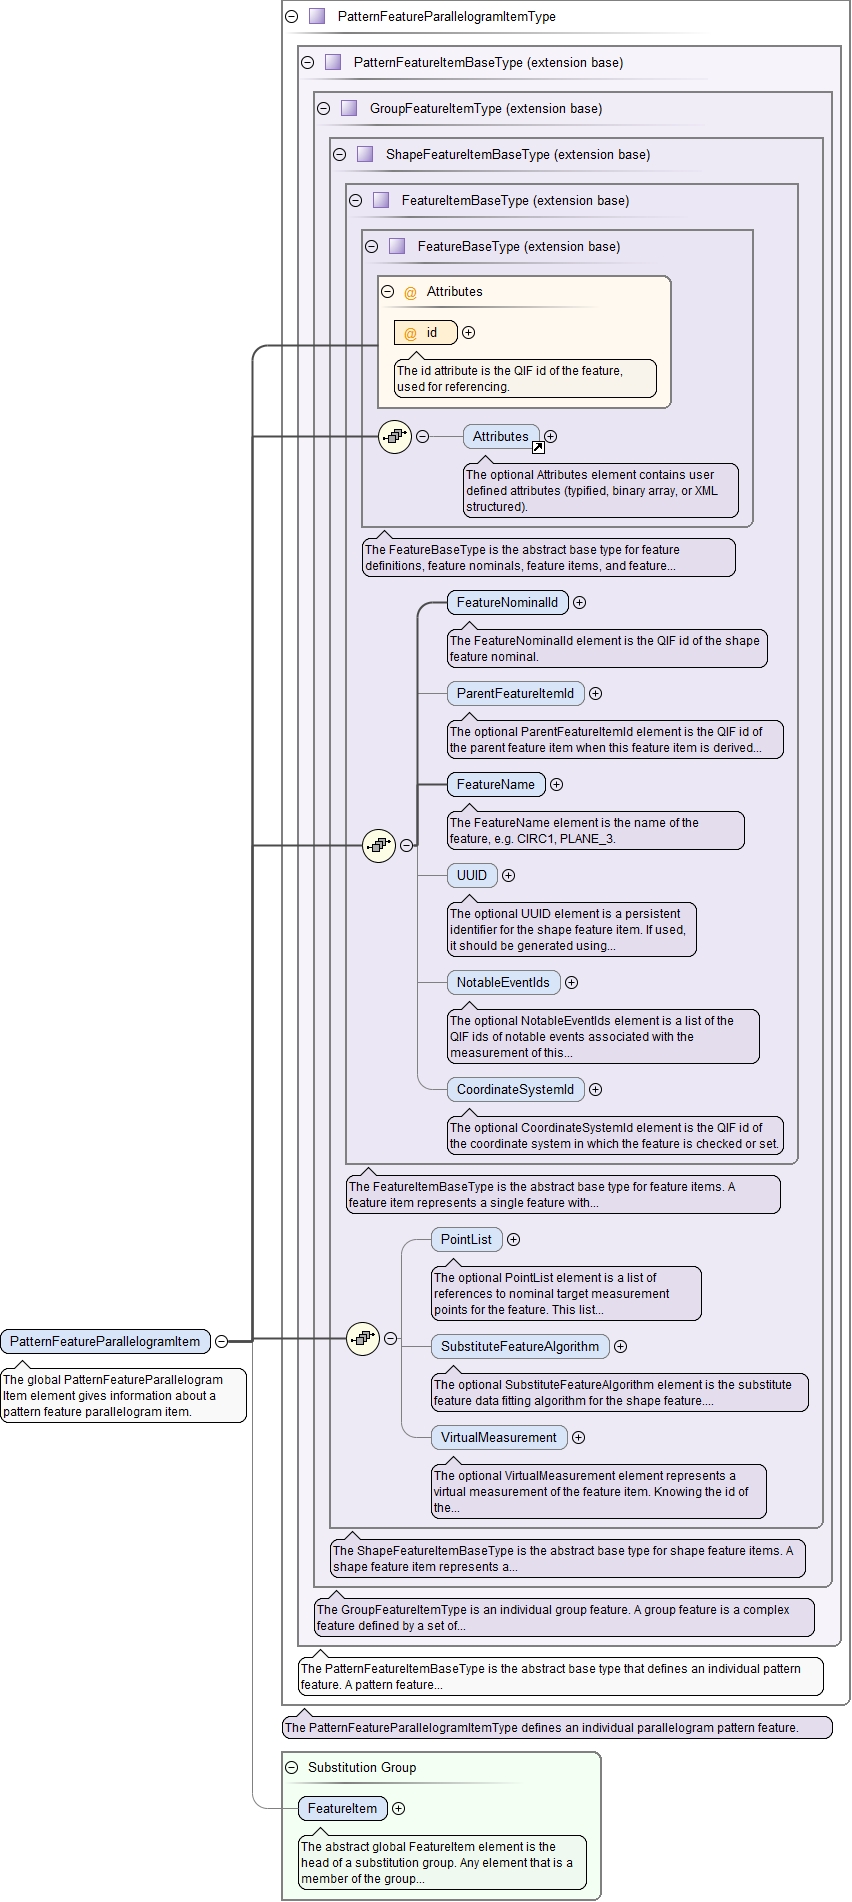 PatternFeatureParallelogramItemType
PatternFeatureItemBaseType (extension base)
GroupFeatureItemType (extension base)
ShapeFeatureItemBaseType (extension base)
FeatureItemBaseType (extension base)
FeatureBaseType (extension base)
@ Attributes
@ id
The id attribute is the QIF id of the feature,
used for referencing.
Attributes
The optional Attributes element contains user
defined attributes (typified, binary array, or XML
structured).
The FeatureBaseType is the abstract base type for feature
definitions, feature nominals, feature items, and feature...
FeatureNominalId
The FeatureNominalId element is the QIF id of the shape
feature nominal.
ParentFeatureItemId
The optional ParentFeatureItemId element is the QIF id of
the parent feature item when this feature item is derived...
FeatureName
The FeatureName element is the name of the
feature, e.g. CIRC1, PLANE_3.
UUID
The optional UUID element is a persistent
identifier for the shape feature item. If used,
it should be generated using...
NotableEventIds
The optional NotableEventIds element is a list of the
QIF ids of notable events associated with the
measurement of this...
CoordinateSystemId
The optional CoordinateSystemId element is the QIF id of
the coordinate system in which the feature is checked or set.
The FeatureItemBaseType is the abstract base type for feature items. A
feature item represents a single feature with...
PointList
The optional PointList element is a list of
references to nominal target measurement
points for the feature. This list...
SubstituteFeatureAlgorithm
The optional SubstituteFeatureAlgorithm element is the substitute
feature data fitting algorithm for the shape feature....
VirtualMeasurement
The optional VirtualMeasurement element represents a
virtual measurement of the feature item. Knowing the id of
the...
The ShapeFeatureItemBaseType is the abstract base type for shape feature items. A
shape feature item represents a...
The GroupFeatureItemType is an individual group feature. A group feature is a complex
feature defined by a set of...
The PatternFeatureItemBaseType is the abstract base type that defines an individual pattern
feature. A pattern feature...
The PatternFeatureParallelogramItemType defines an individual parallelogram pattern feature.
PatternFeatureParallelogramItem
The global PatternFeatureParallelogram
Item element gives information about a
pattern feature parallelogram item.
Substitution Group
FeatureItem
The abstract global FeatureItem element is the
head of a substitution group. Any element that is a
member of the group...